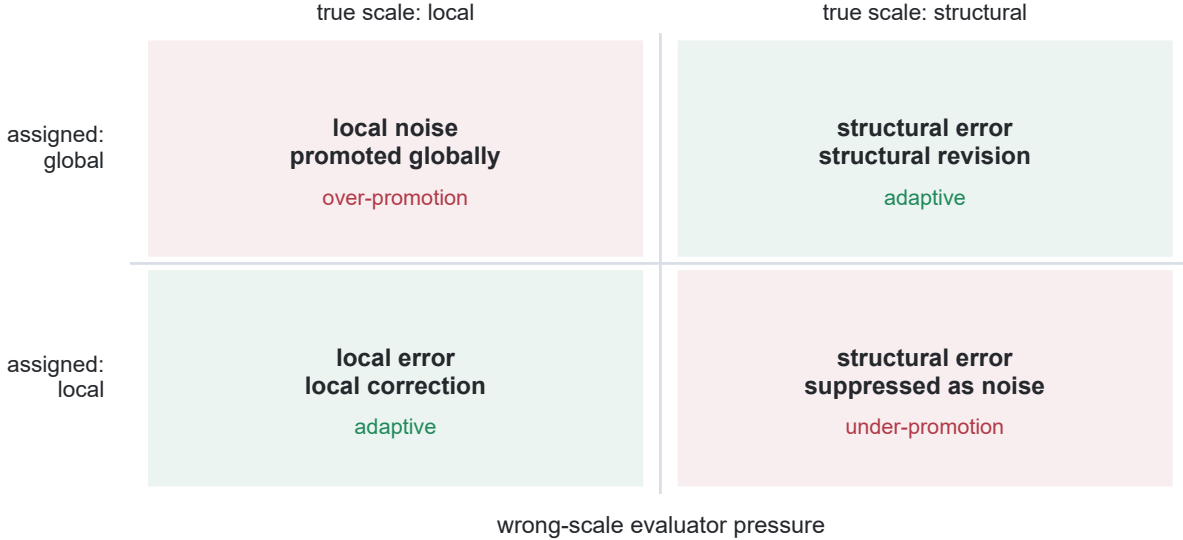 true scale: local
true scale: structural
assigned:
global
local noise
promoted globally
over-promotion
structural error
structural revision
adaptive
assigned:
local
local error
local correction
adaptive
structural error
suppressed as noise
under-promotion
wrong-scale evaluator pressure